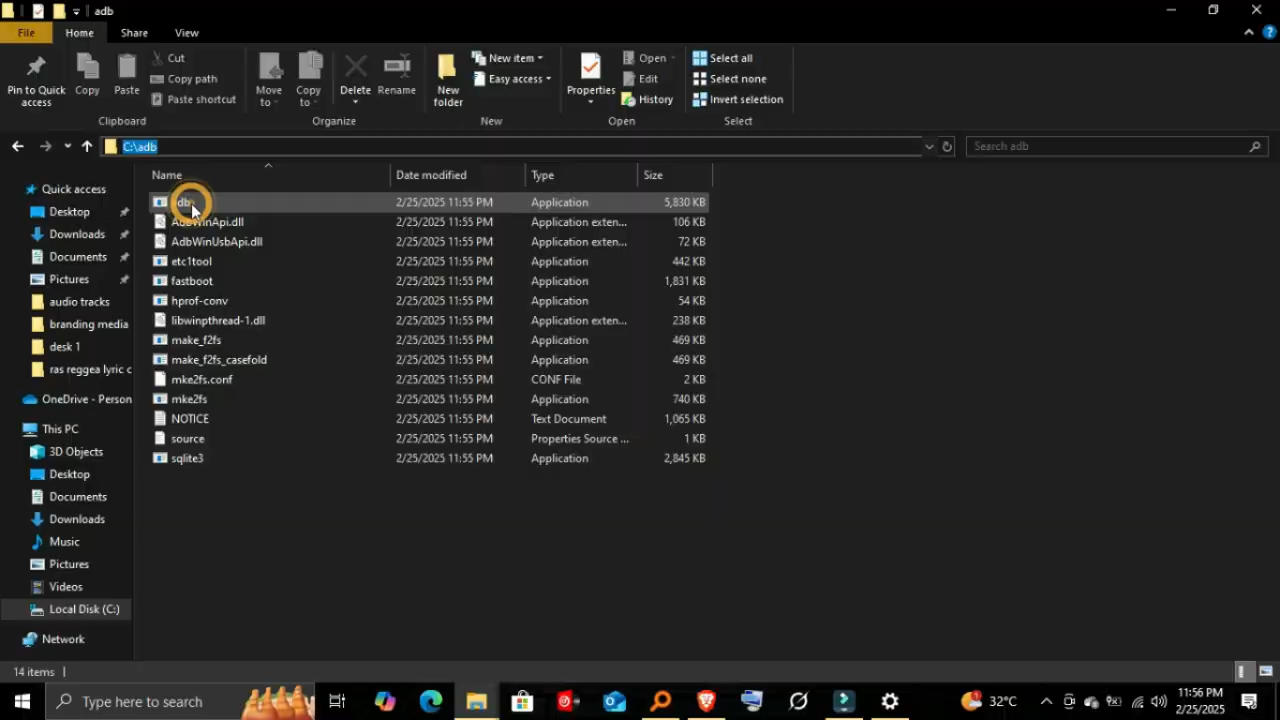 adb
File Home Share View
Pin to Quick access
Copy
Paste
Cut
Copy path
Paste shortcut
Clipboard
Move to
Copy to
Delete
Rename
Organize
New folder
New item
Easy access
New
Properties
Open
Edit
History
Open
Select all
Select none
Invert selection
Select
C:\adb
Search adb
Quick access
Desktop
Downloads
Documents
Pictures
audio tracks
branding media
desk 1
ras reggea lyric c
OneDrive - Person
This PC
3D Objects
Desktop
Documents
Downloads
Music
Pictures
Videos
Local Disk (C:)
Network
Name Date modified Type Size
adb 2/25/2025 11:55 PM Application 5,830 KB
AdbWinApi.dll 2/25/2025 11:55 PM Application exten... 106 KB
AdbWinUsbApi.dll 2/25/2025 11:55 PM Application exten... 72 KB
etc1tool 2/25/2025 11:55 PM Application 442 KB
fastboot 2/25/2025 11:55 PM Application 1,831 KB
hprof-conv 2/25/2025 11:55 PM Application 54 KB
libwinpthread-1.dll 2/25/2025 11:55 PM Application exten... 238 KB
make_f2fs 2/25/2025 11:55 PM Application 469 KB
make_f2fs_casefold 2/25/2025 11:55 PM Application 469 KB
mke2fs.conf 2/25/2025 11:55 PM CONF File 2 KB
mke2fs 2/25/2025 11:55 PM Application 740 KB
NOTICE 2/25/2025 11:55 PM Text Document 1,065 KB
source 2/25/2025 11:55 PM Properties Source ... 1 KB
sqlite3 2/25/2025 11:55 PM Application 2,845 KB
14 items
Type here to search
32°C
11:56 PM
2/25/2025